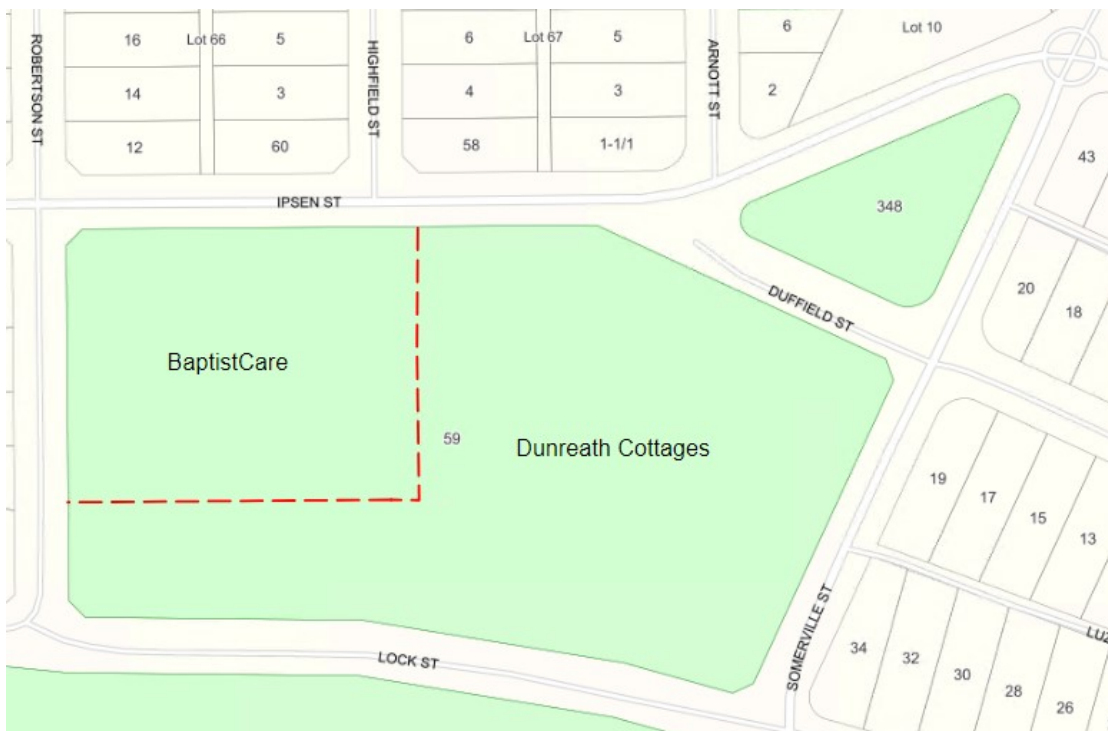 ROBERTSON ST
16
Lot 66
5
HIGHFIELD ST
6
Lot 67
5
ARNOTT ST
6
Lot 10
14
3
4
3
2
12
60
58
1-1/1
43
IPSEN ST
348
DUFFIELD ST
20
18
BaptistCare
59
Dunreath Cottages
19
17
15
13
LOCK ST
SOMERVILLE ST
LUZ
34
32
30
28
26